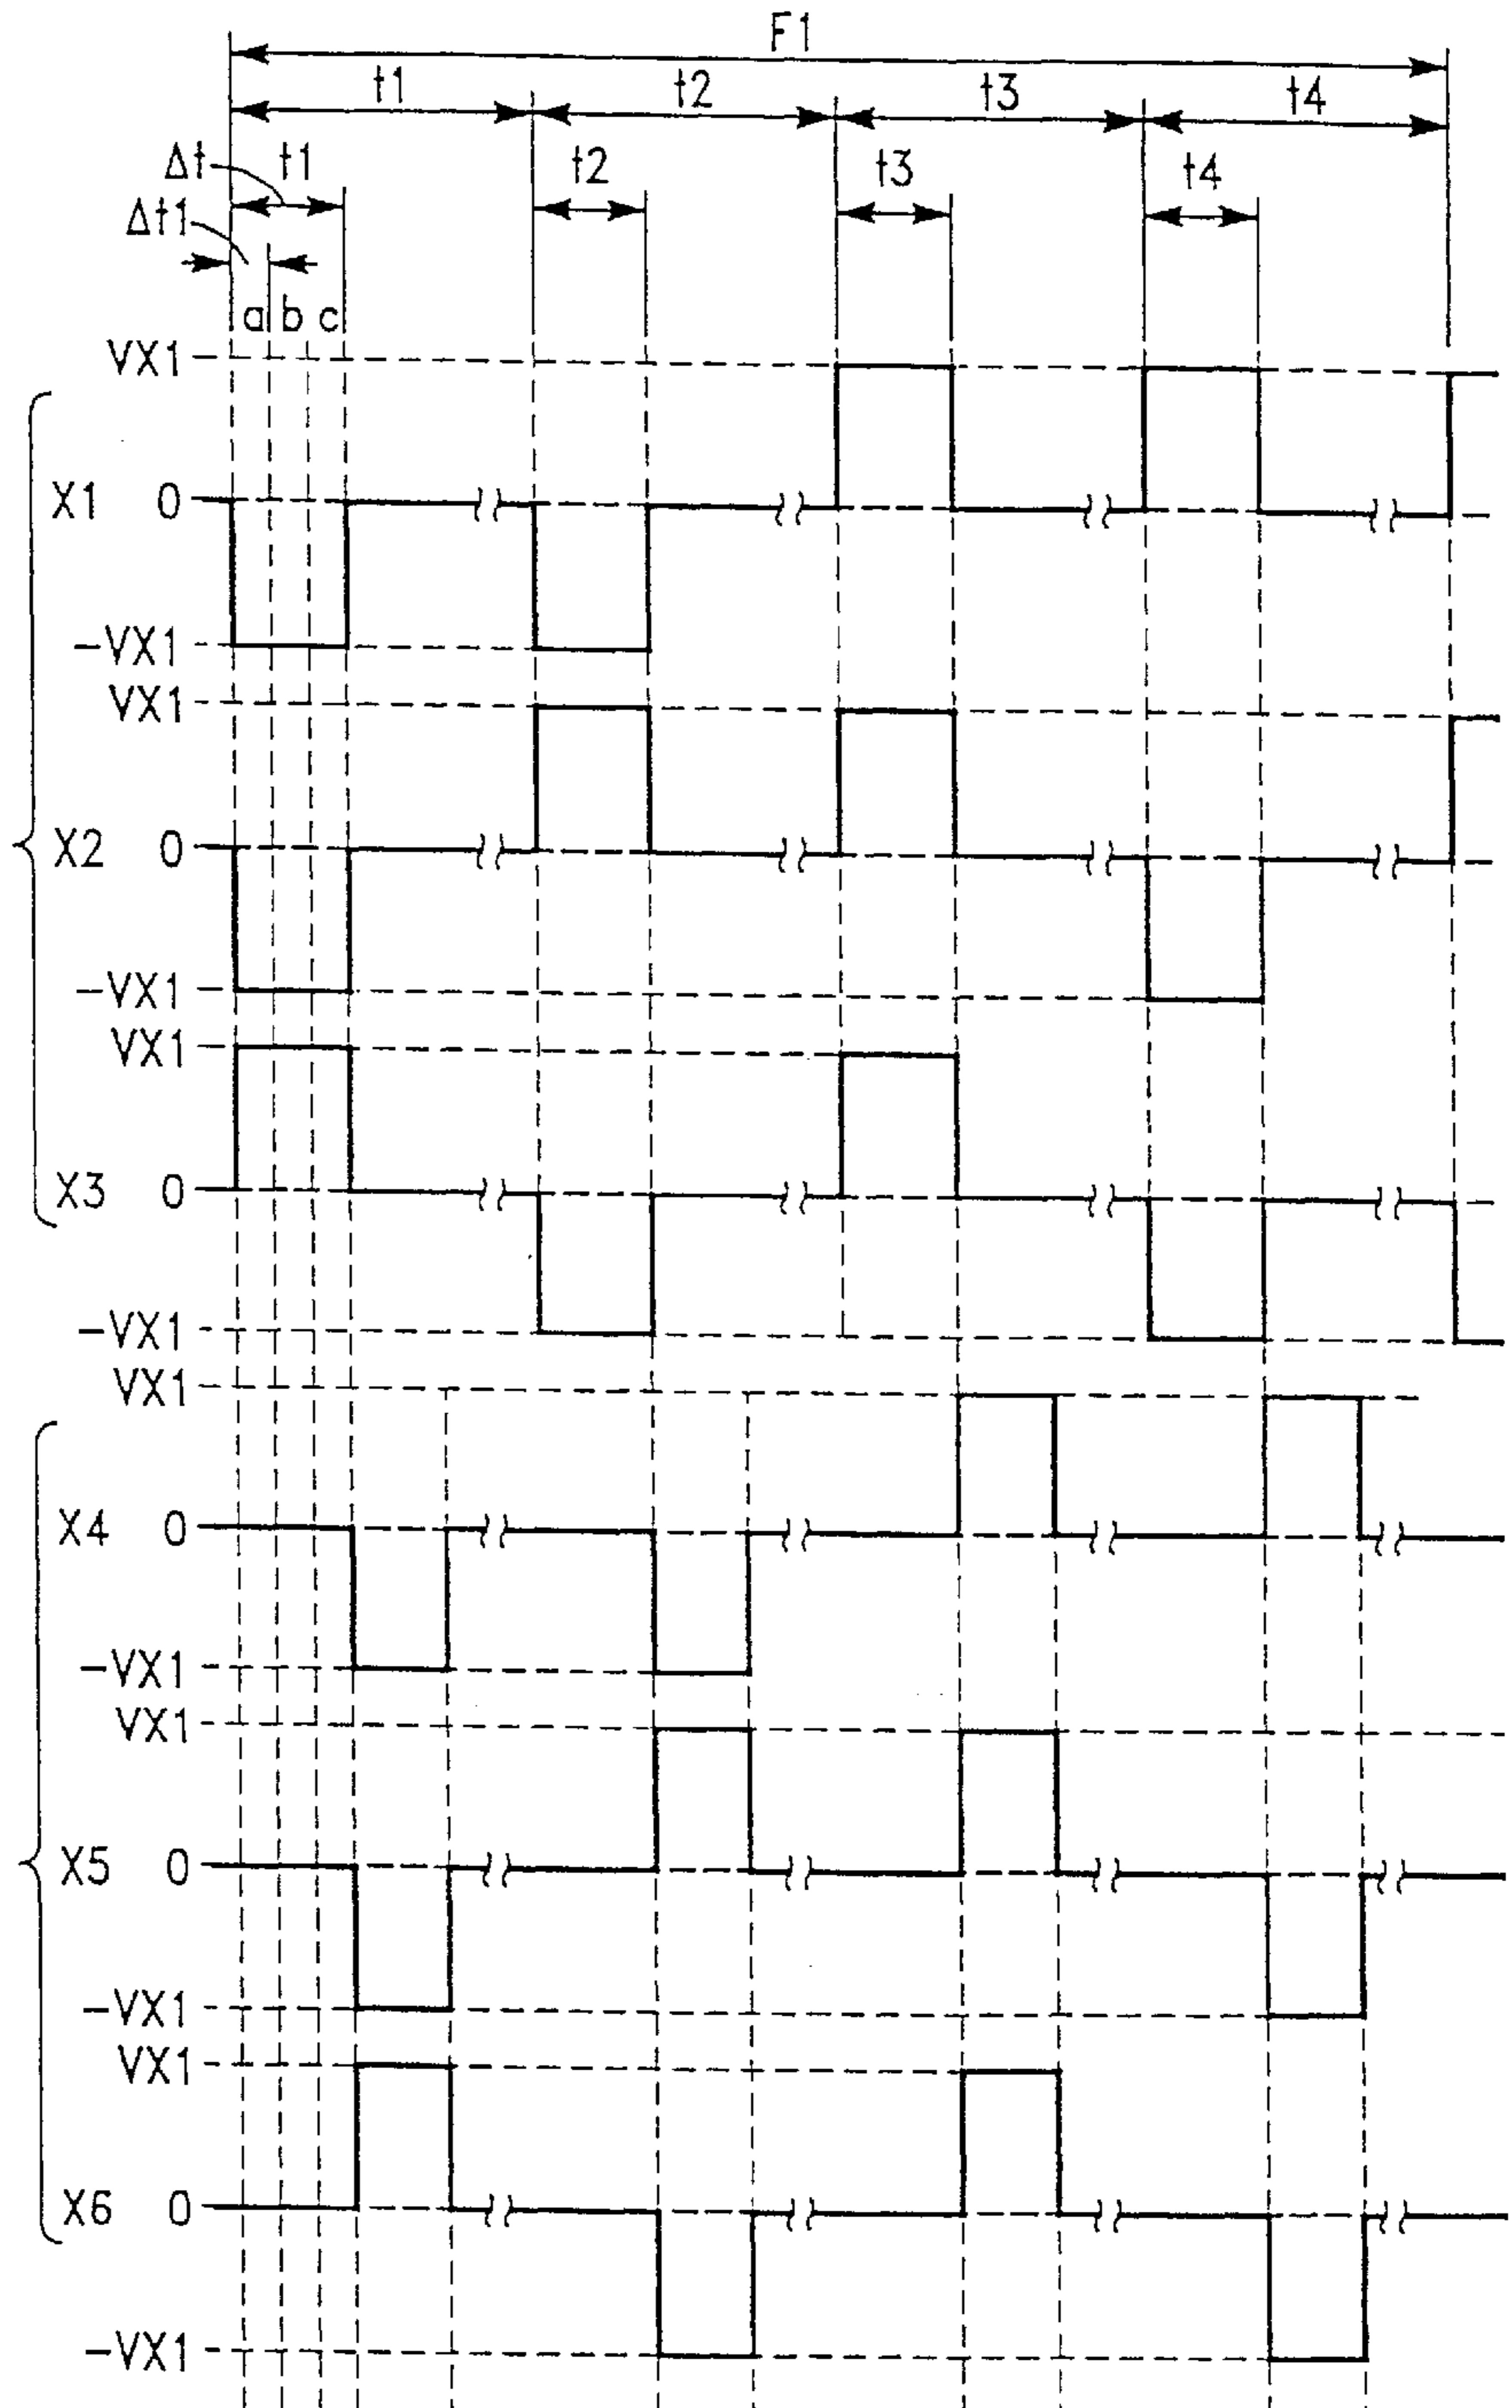 F1
t1 t2 t3 t4
Δt t1 t2 t3 t4
Δt1
a b c
VX1
X1 0
-VX1
VX1
X2 0
-VX1
VX1
X3 0
-VX1
VX1
X4 0
-VX1
VX1
X5 0
-VX1
VX1
X6 0
-VX1